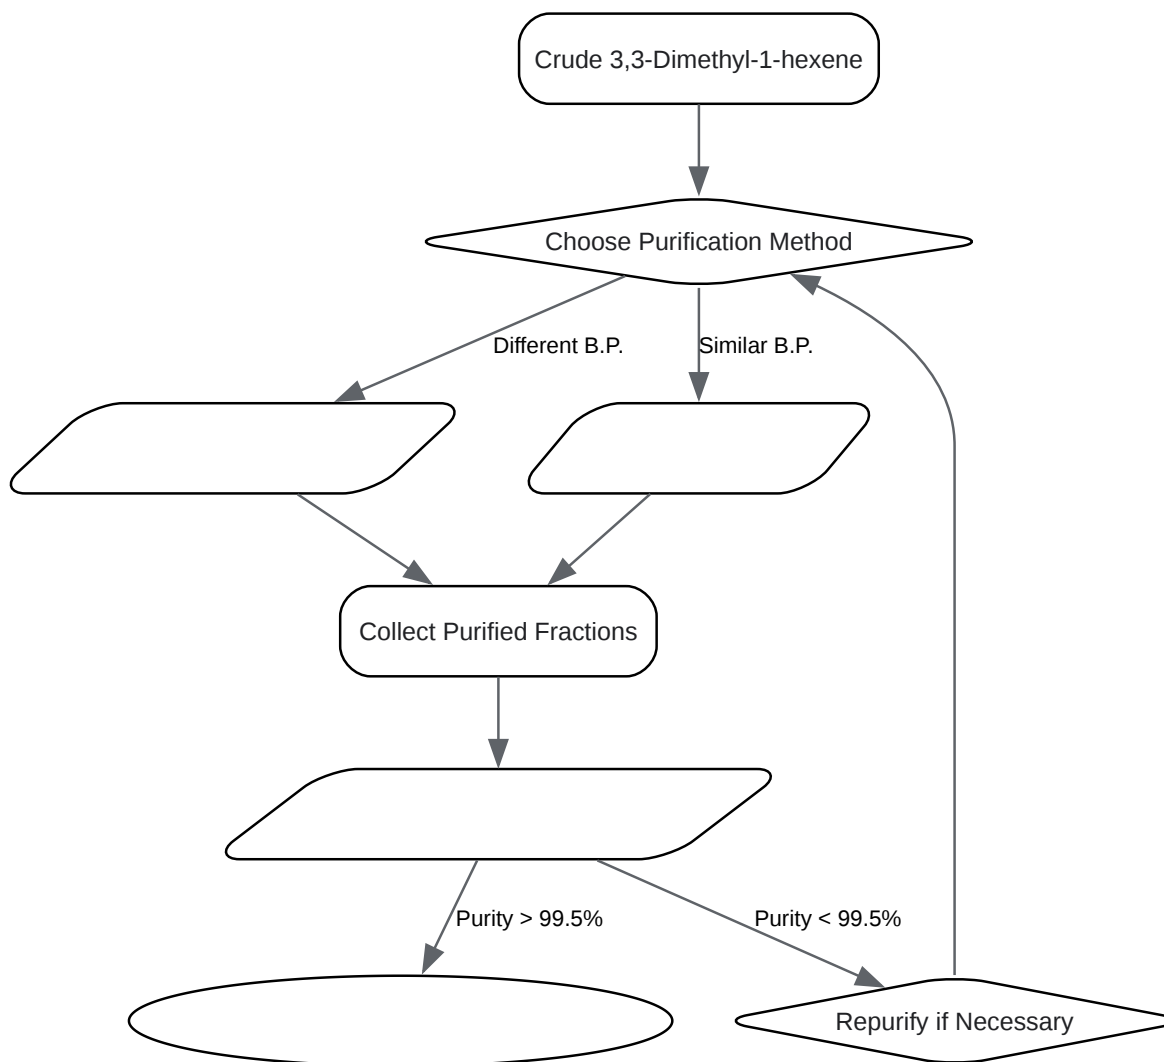 Crude 3,3-Dimethyl-1-hexene
Choose Purification Method
Different B.P.
Similar B.P.
Collect Purified Fractions
Purity > 99.5%
Purity < 99.5%
Repurify if Necessary